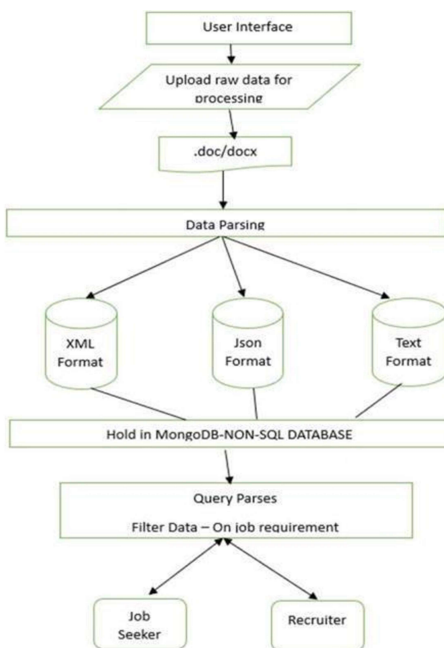 User Interface
Upload raw data for
processing
.doc/docx
Data Parsing
XML
Format
Json
Format
Text
Format
Hold in MongoDB-NON-SQL DATABASE
Query Parses
Filter Data – On job requirement
Job
Seeker
Recruiter